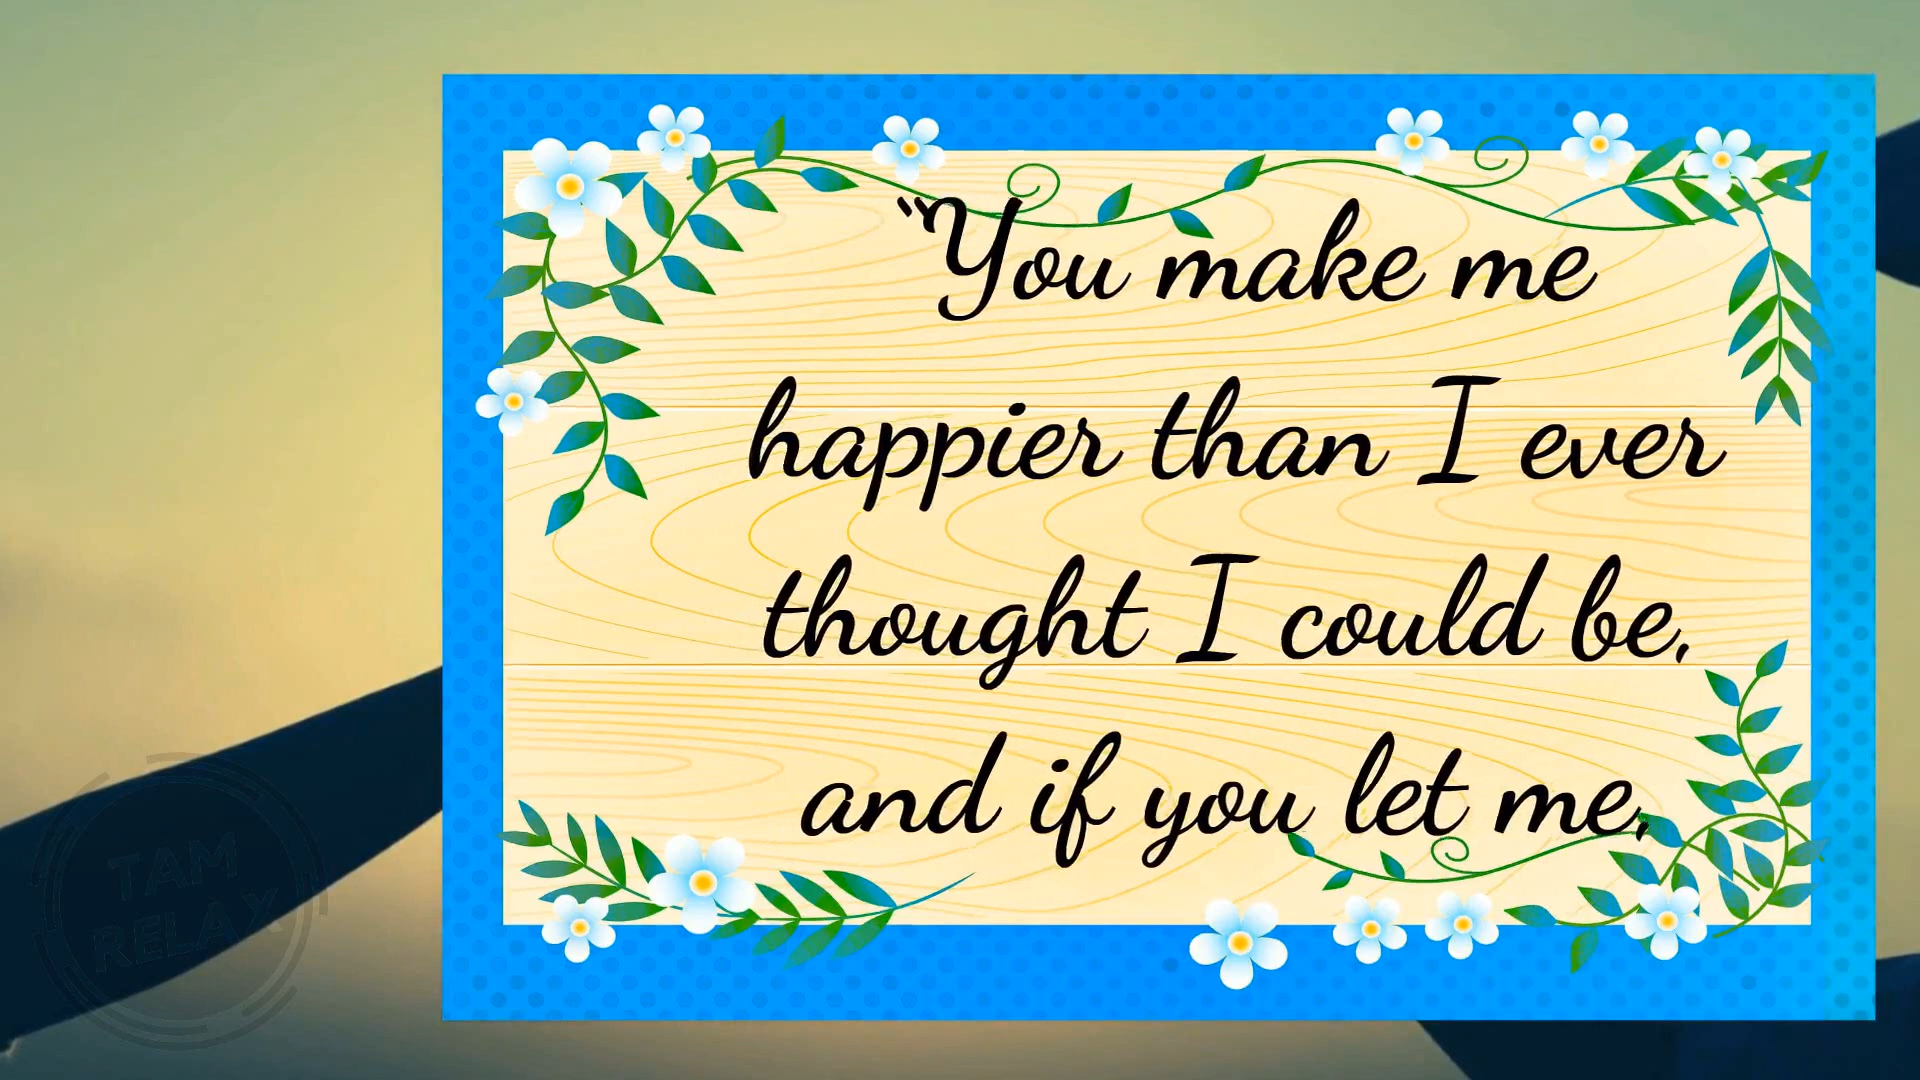 “You make me
happier than I ever
thought I could be,
and if you let me,
TAM
RELAX